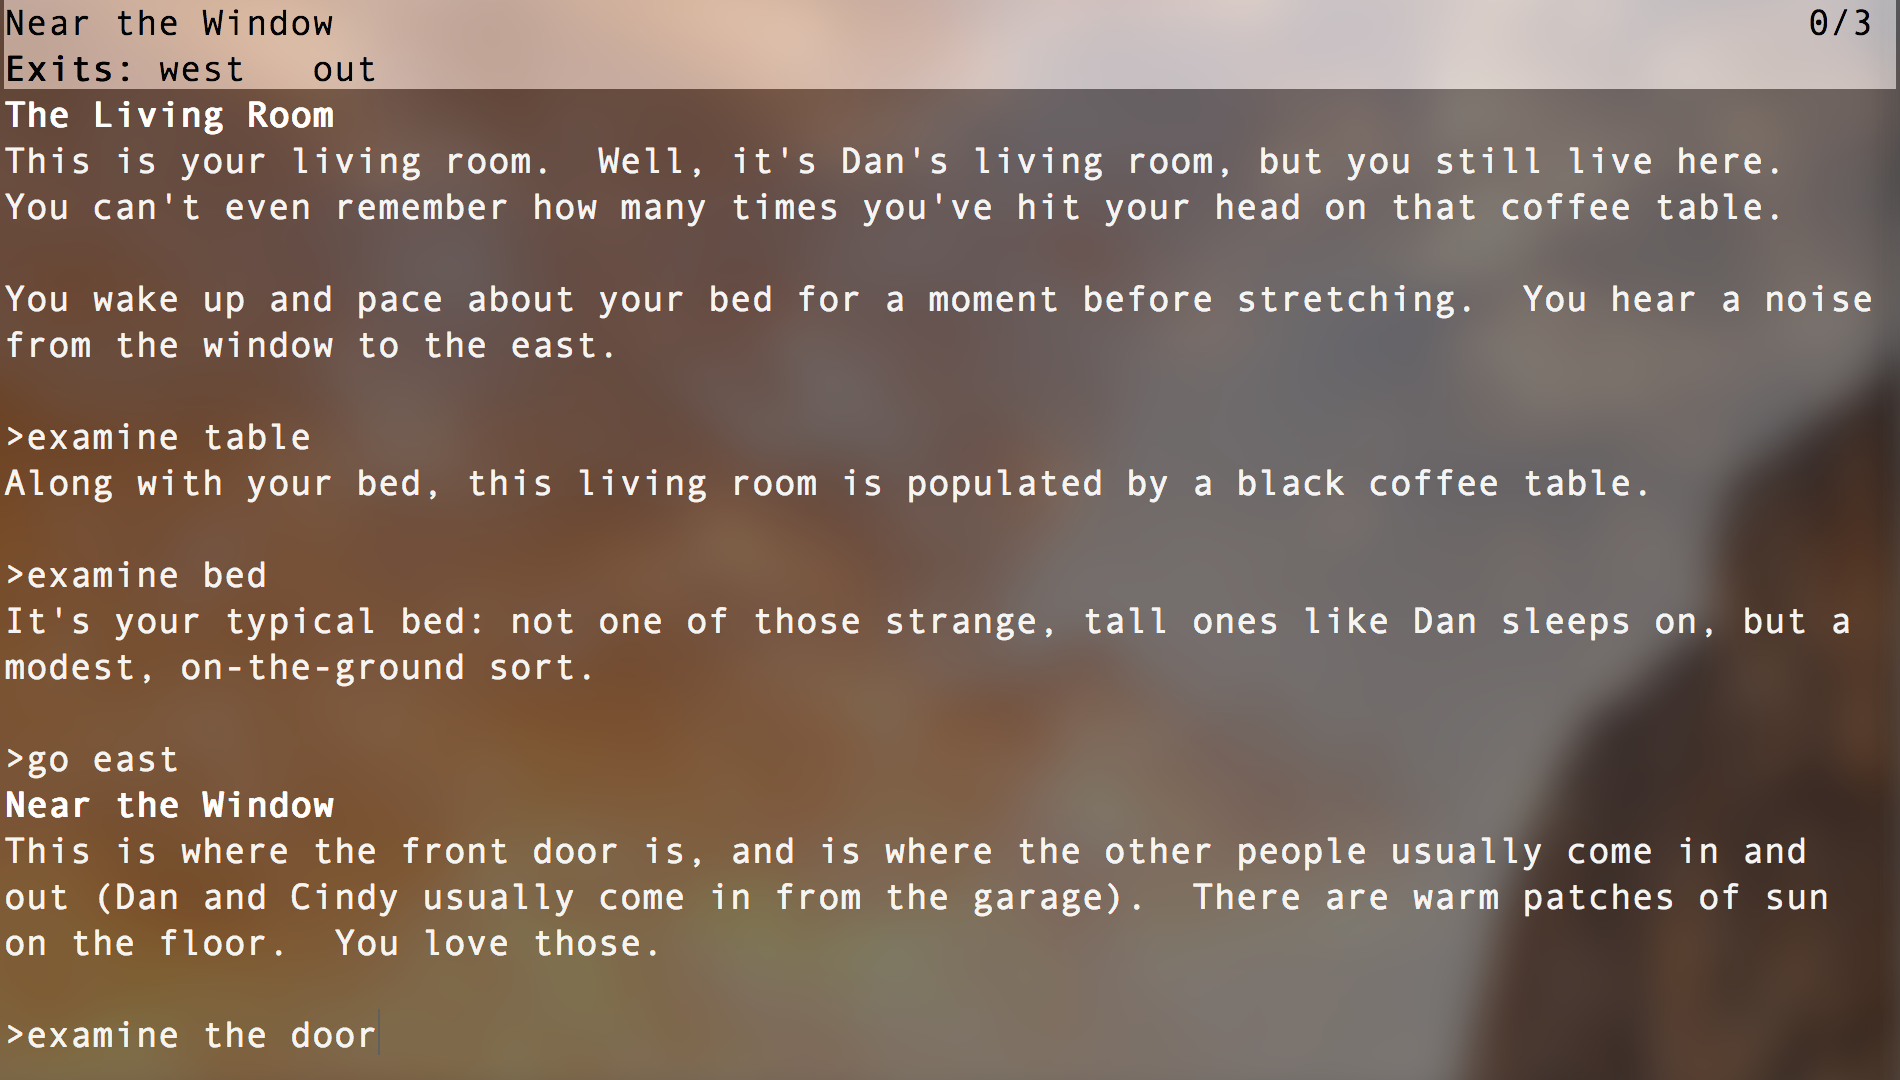 Near the Window 0/3
Exits: west out
The Living Room
This is your living room.  Well, it's Dan's living room, but you still live here.
You can't even remember how many times you've hit your head on that coffee table.
You wake up and pace about your bed for a moment before stretching.  You hear a noise
from the window to the east.
>examine table
Along with your bed, this living room is populated by a black coffee table.
>examine bed
It's your typical bed: not one of those strange, tall ones like Dan sleeps on, but a
modest, on-the-ground sort.
>go east
Near the Window
This is where the front door is, and is where the other people usually come in and
out (Dan and Cindy usually come in from the garage).  There are warm patches of sun
on the floor.  You love those.
>examine the door